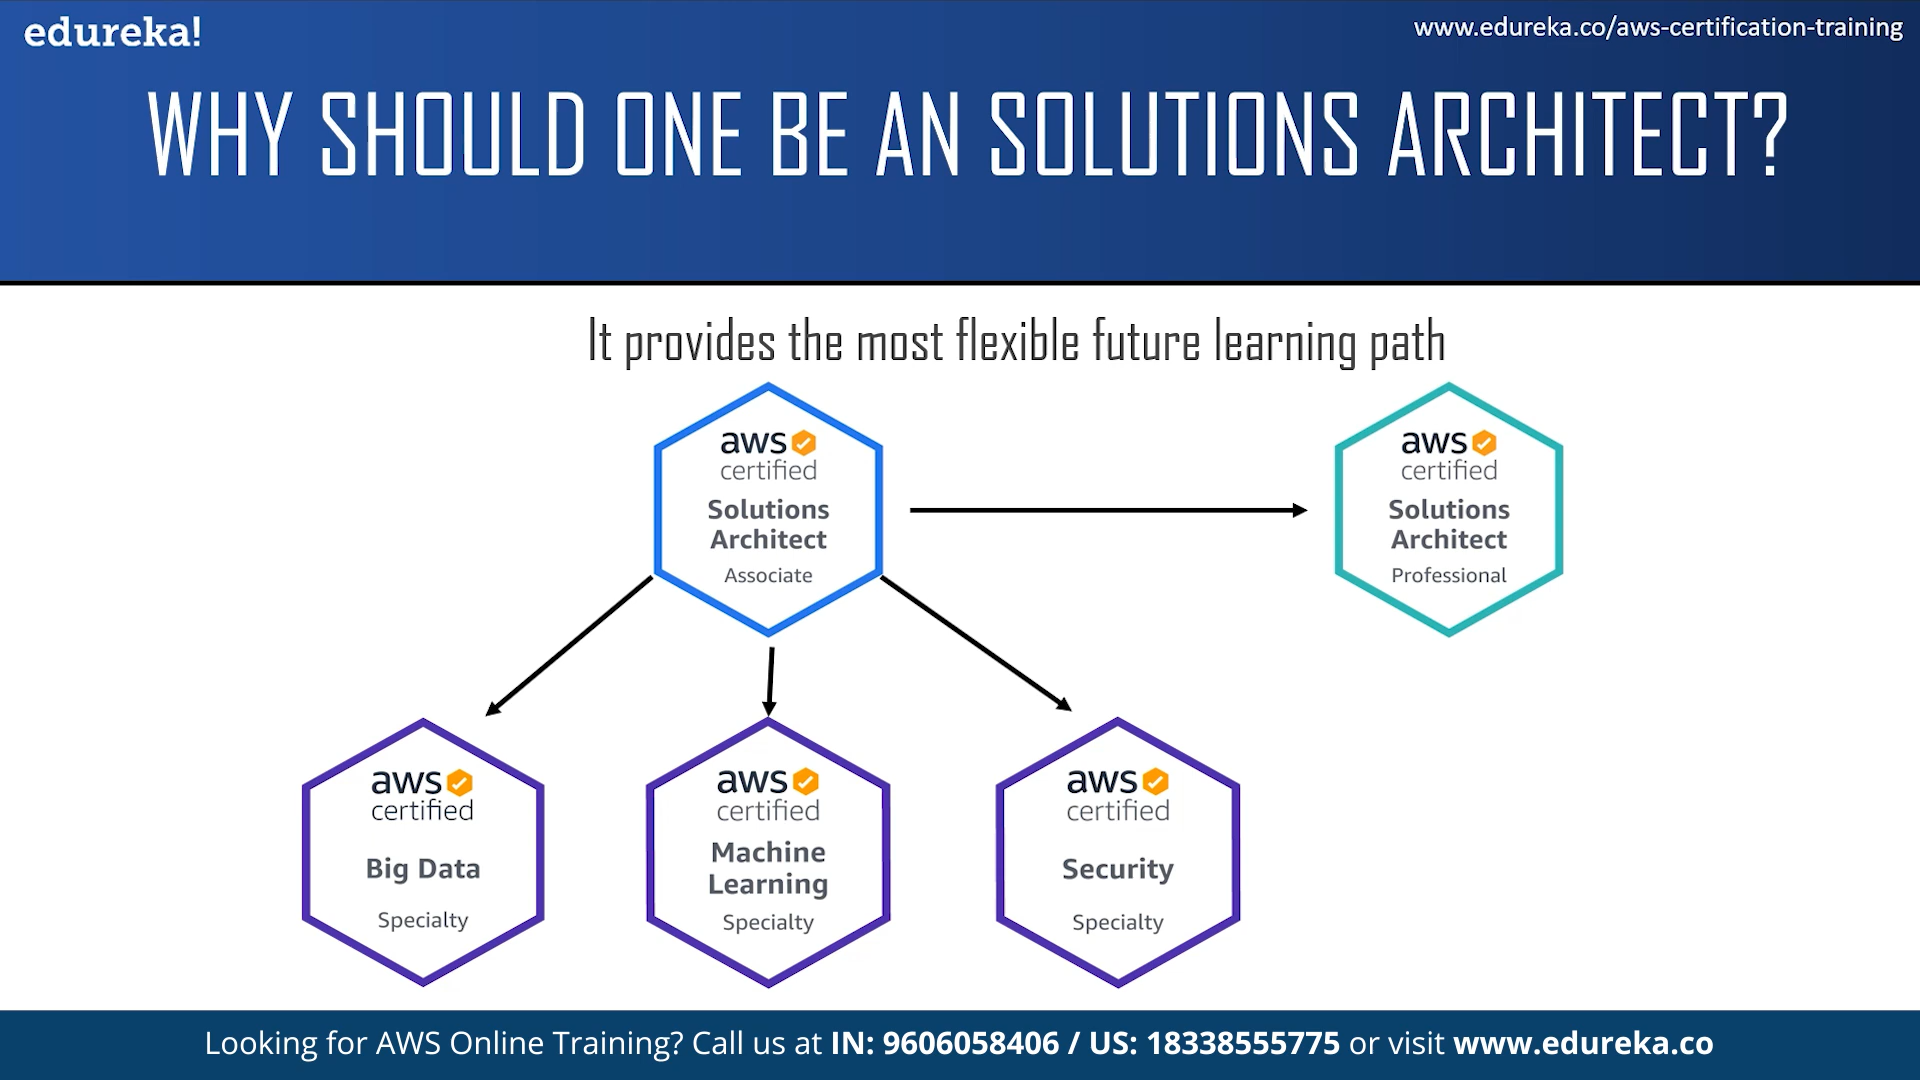 edureka!
www.edureka.co/aws-certification-training
WHY SHOULD ONE BE AN SOLUTIONS ARCHITECT?
It provides the most flexible future learning path
aws
certified
Solutions
Architect
Associate
aws
certified
Solutions
Architect
Professional
aws
certified
Big Data
Specialty
aws
certified
Machine
Learning
Specialty
aws
certified
Security
Specialty
Looking for AWS Online Training? Call us at IN: 9606058406 / US: 18338555775 or visit www.edureka.co